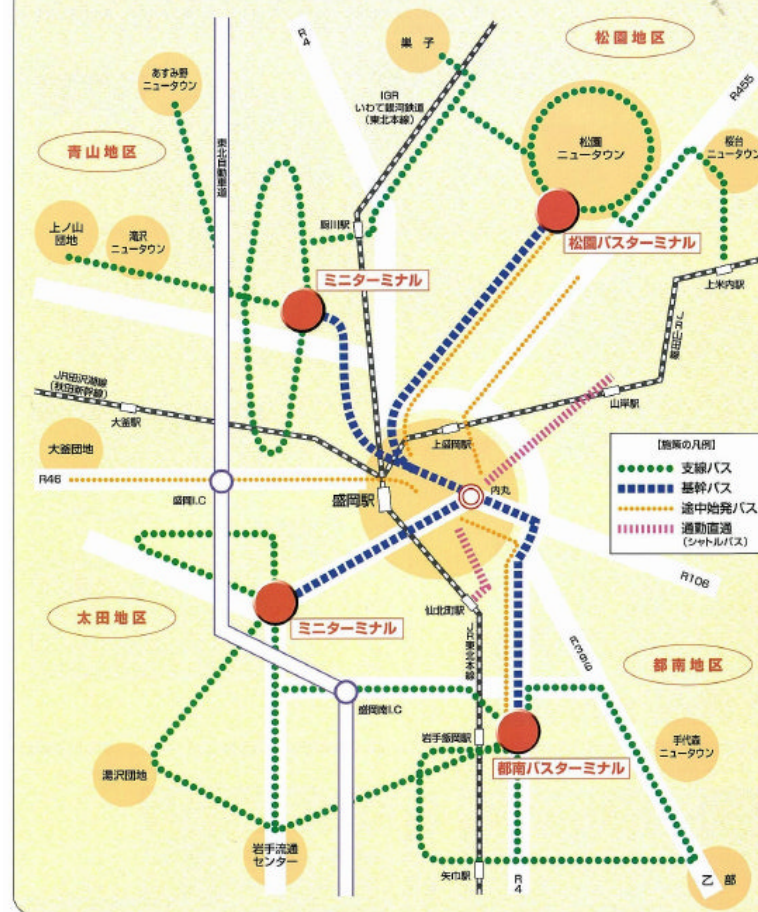 松園地区
R4
巣子
あすみ野
ニュータウン
IGR
いわて銀河鉄道
(東北本線)
R455
青山地区
東北自動車道
松園
ニュータウン
桜台
ニュータウン
上ノ山
団地
滝沢
ニュータウン
厨川駅
松園バスターミナル
ミニターミナル
上米内駅
JR山田線
JR田沢湖線
(秋田新幹線)
大釜駅
山岸駅
上盛岡駅
大釜団地
R46
盛岡I.C
盛岡駅
内丸
[施策の凡例]
支線バス
基幹バス
途中始発バス
通勤直通
(シャトルバス)
R106
太田地区
ミニターミナル
仙北町駅
JR東北本線
R396
都南地区
盛岡南I.C
岩手飯岡駅
手代森
ニュータウン
湯沢団地
都南バスターミナル
岩手流通
センター
矢巾駅
R4
乙部